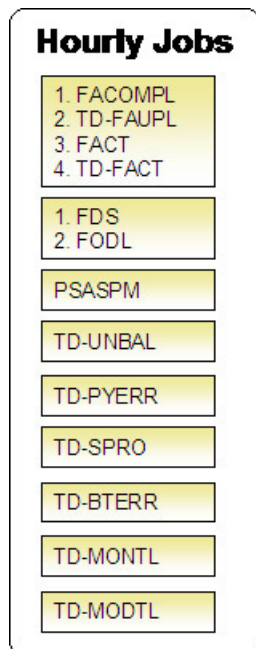 Hourly Jobs
1. FACOMPL
2. TD-FAUPL
3. FACT
4. TD-FACT
1. FDS
2. FODL
PSASPM
TD-UNBAL
TD-PYERR
TD-SPRO
TD-BTERR
TD-MONTL
TD-MODTL